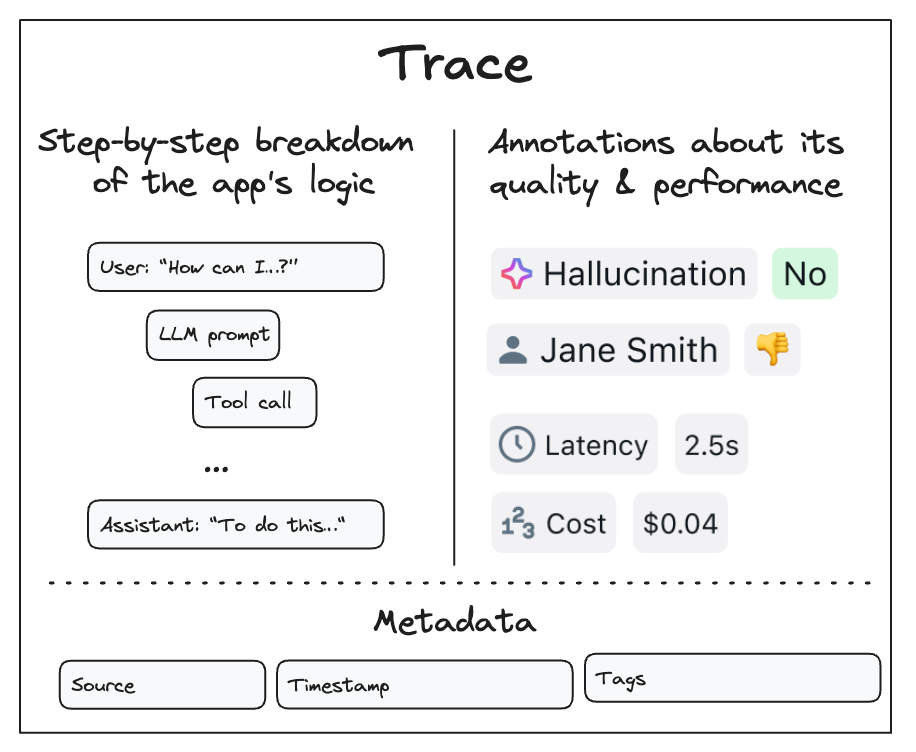 Trace
Step-by-step breakdown
of the app's logic
User: "How can I...?"
LLM prompt
Tool call
...
Assistant: "To do this..."
Annotations about its
quality & performance
Hallucination No
Jane Smith 👎
Latency 2.5s
123 Cost $0.04
Metadata
Source Timestamp Tags